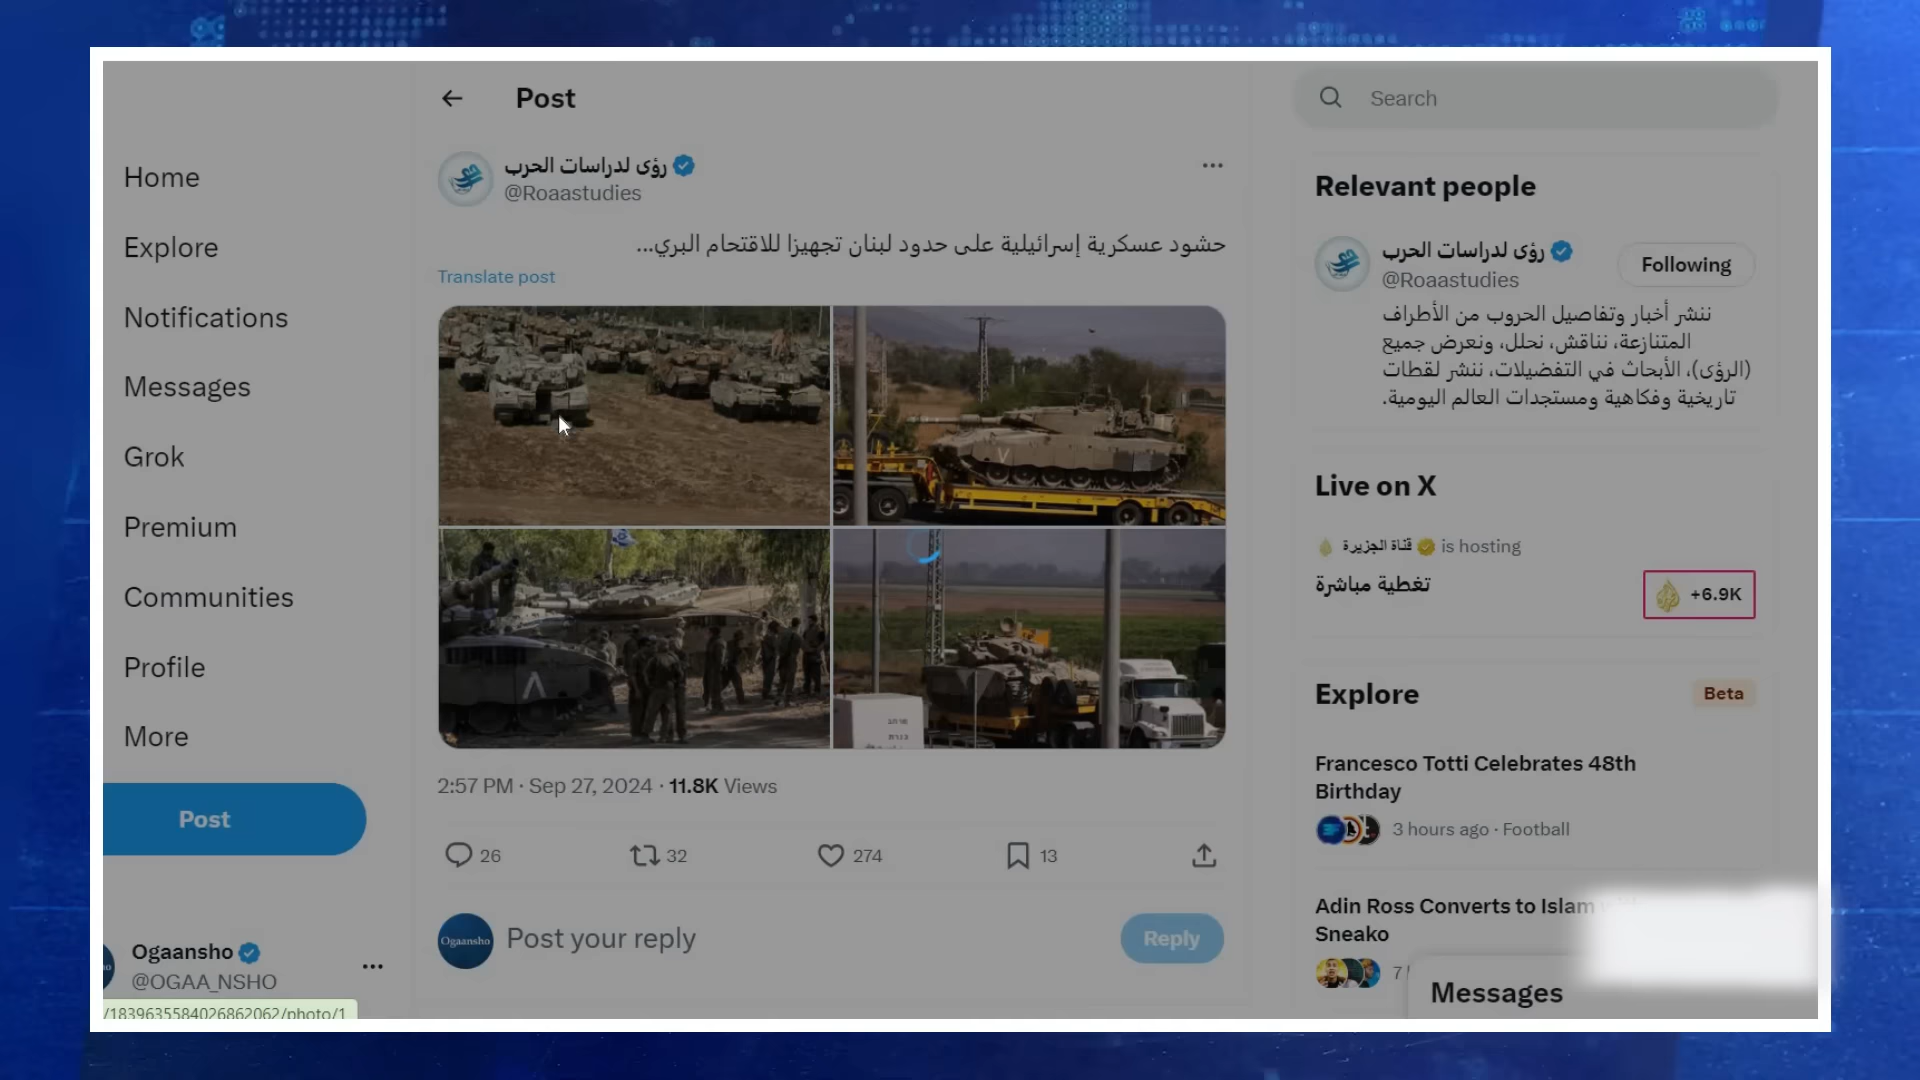 Home
Explore
Notifications
Messages
Grok
Premium
Communities
Profile
More
Post
Ogaansho
@OGAA_NSHO
/1839635584026862062/photo/1
Post
رؤى لدراسات الحرب
@Roaastudies
حشود عسكرية إسرائيلية على حدود لبنان تجهيزا للاقتحام البري...
Translate post
2:57 PM · Sep 27, 2024 · 11.8K Views
26
32
274
13
Ogaansho
Post your reply
Reply
Search
Relevant people
رؤى لدراسات الحرب
@Roaastudies
Following
ننشر أخبار وتفاصيل الحروب من الأطراف
المتنازعة، نناقش، نحلل، ونعرض جميع
(الرؤى)، الأبحاث في التفضيلات، ننشر لقطات
تاريخية وفكاهية ومستجدات العالم اليومية.
Live on X
قناة الجزيرة is hosting
تغطية مباشرة
+6.9K
Explore
Beta
Francesco Totti Celebrates 48th
Birthday
3 hours ago · Football
Adin Ross Converts to Islam
Sneako
7
Messages